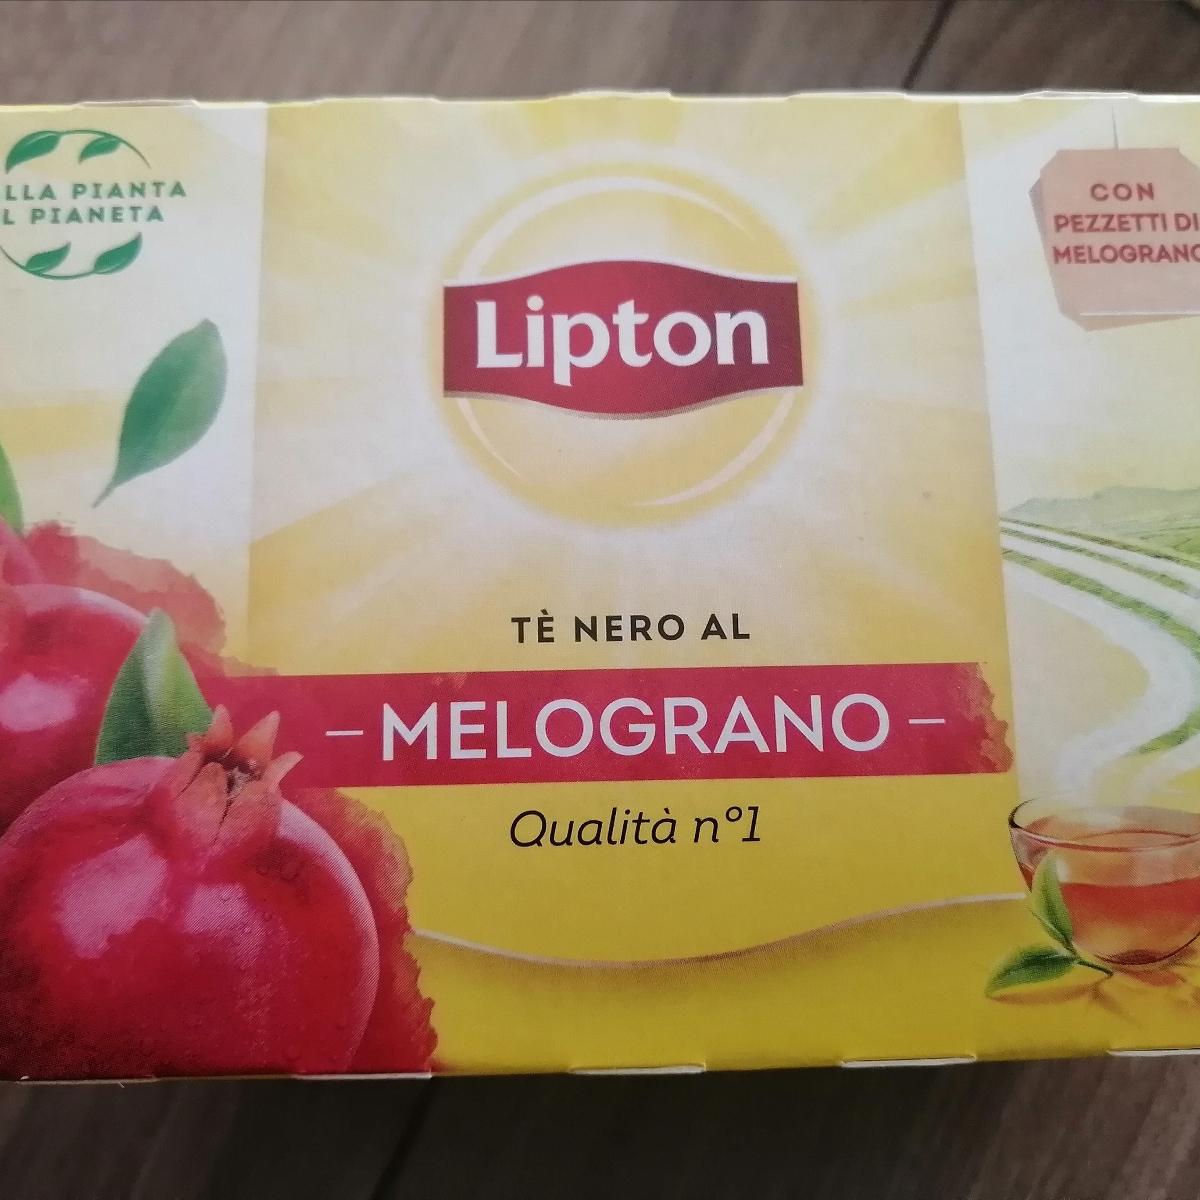 LLA PIANTA
L PIANETA
CON
PEZZETTI DI
MELOGRANO
Lipton
TÈ NERO AL
– MELOGRANO –
Qualità n°1